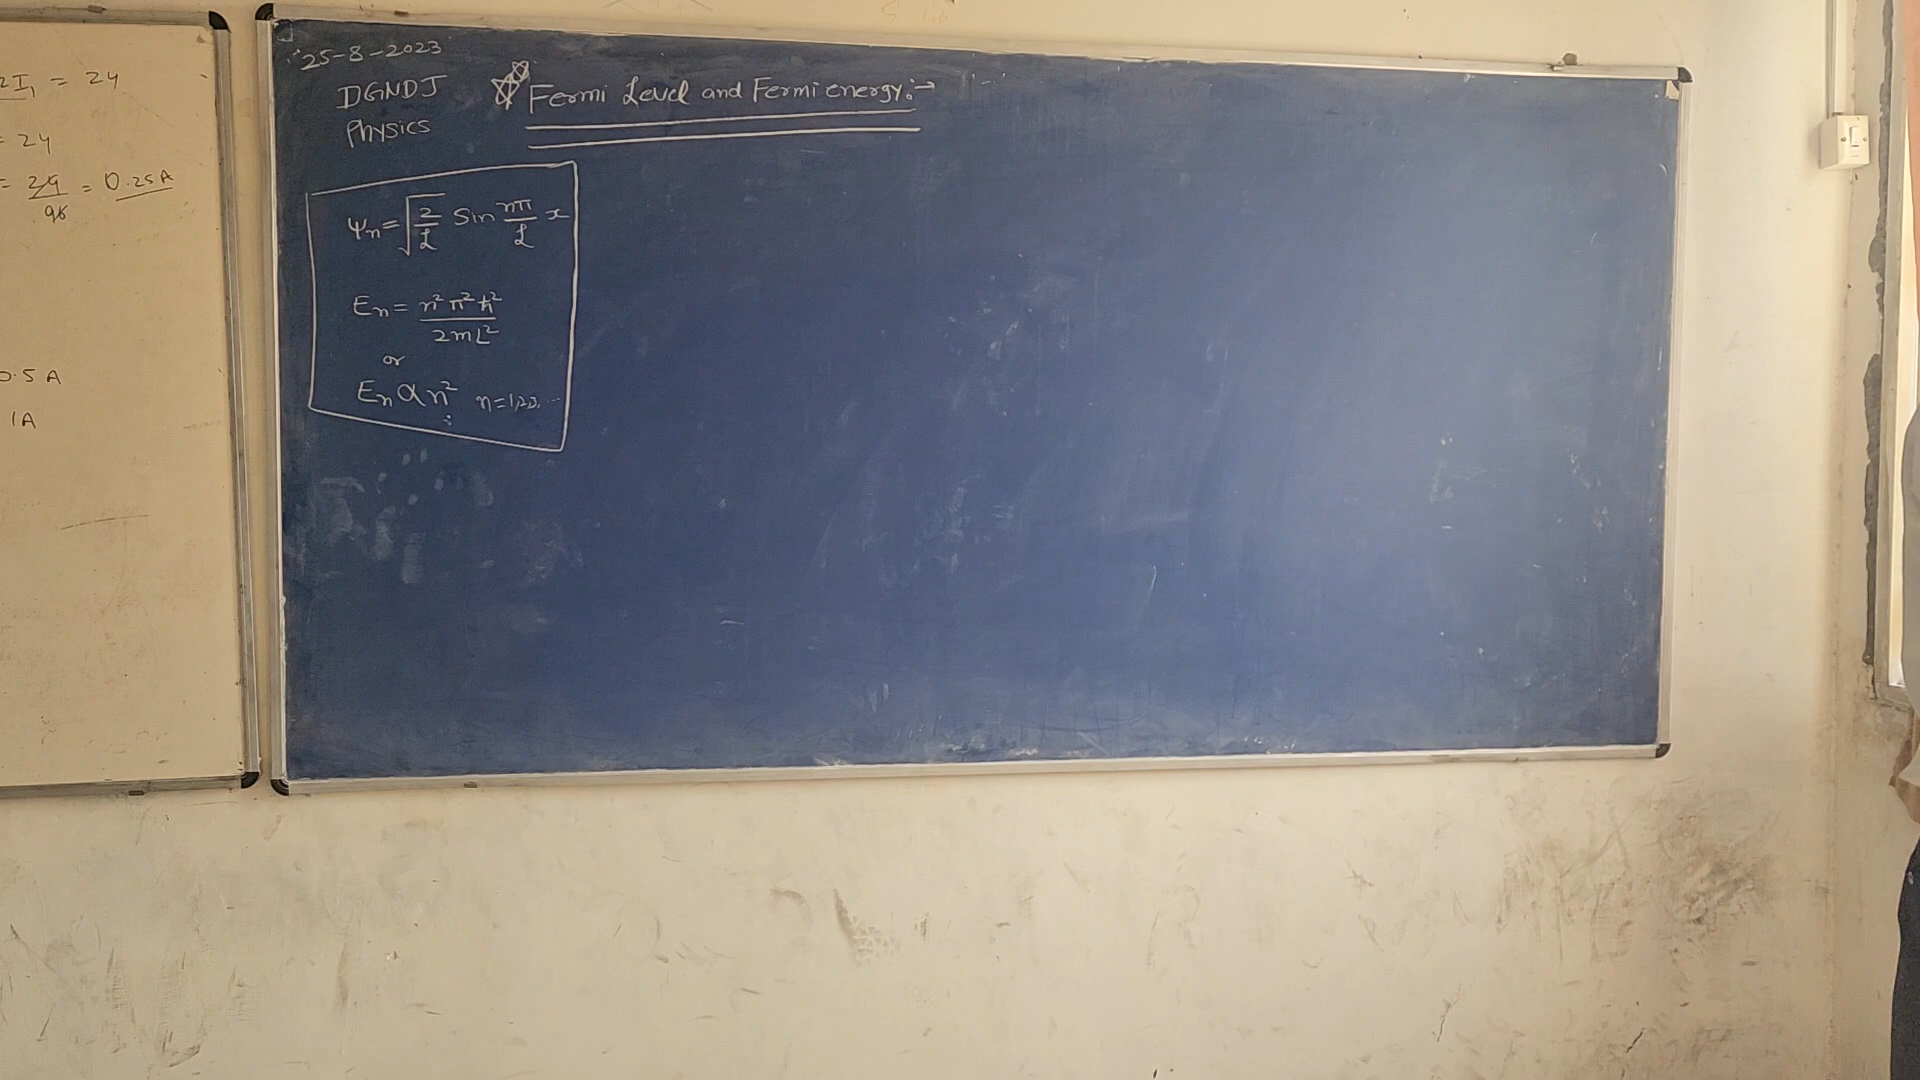 2I₁ = 24
= 24
= 24/96 = 0.25A
0.5 A
1A
25-8-2023
DGNDJ
Physics
Fermi Level and Fermi energy:→
ψn = √(2/L) Sin nπ/L x
En = n²π²ħ²/2mL²
or
En ∝ n² n=1,2,3,...